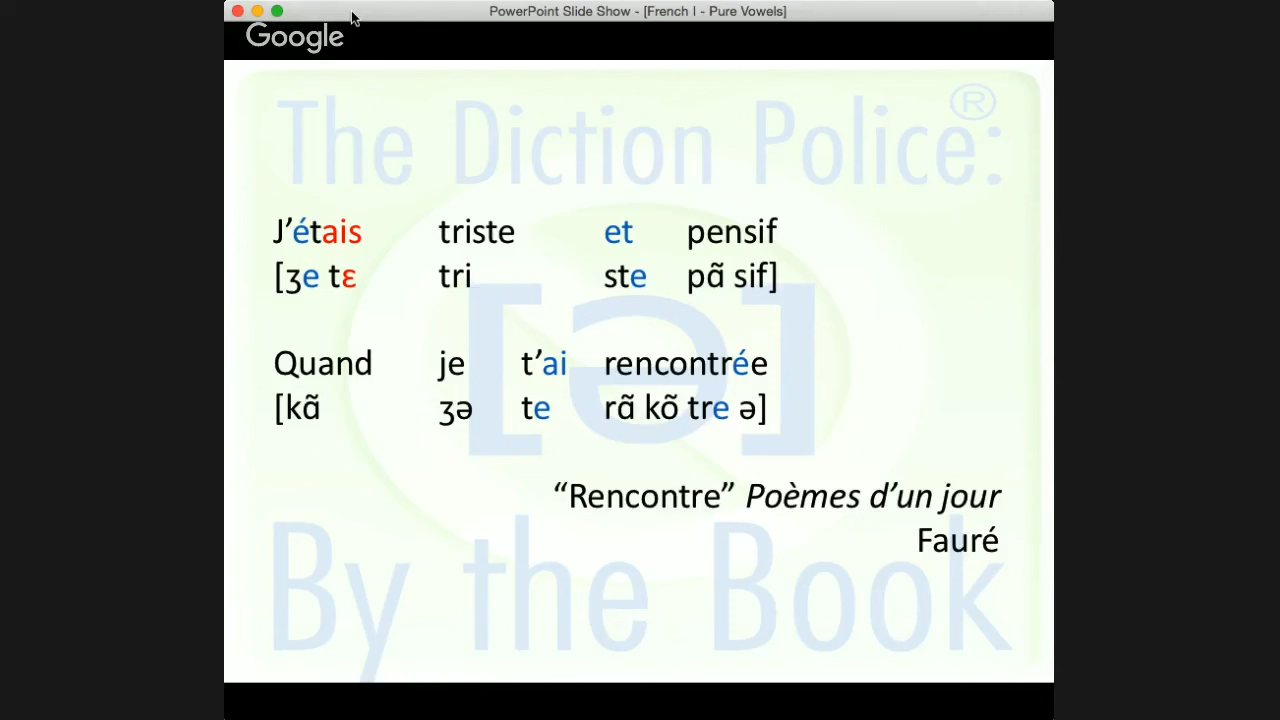 PowerPoint Slide Show - [French I - Pure Vowels]
Google
The Diction Police®:
J’étais triste et pensif
[ʒe tɛ tri ste pɑ̃ sif]
[ə]
Quand je t’ai rencontrée
[kɑ̃ ʒə te rɑ̃ kõ tre ə]
“Rencontre” Poèmes d’un jour
Fauré
By the Book